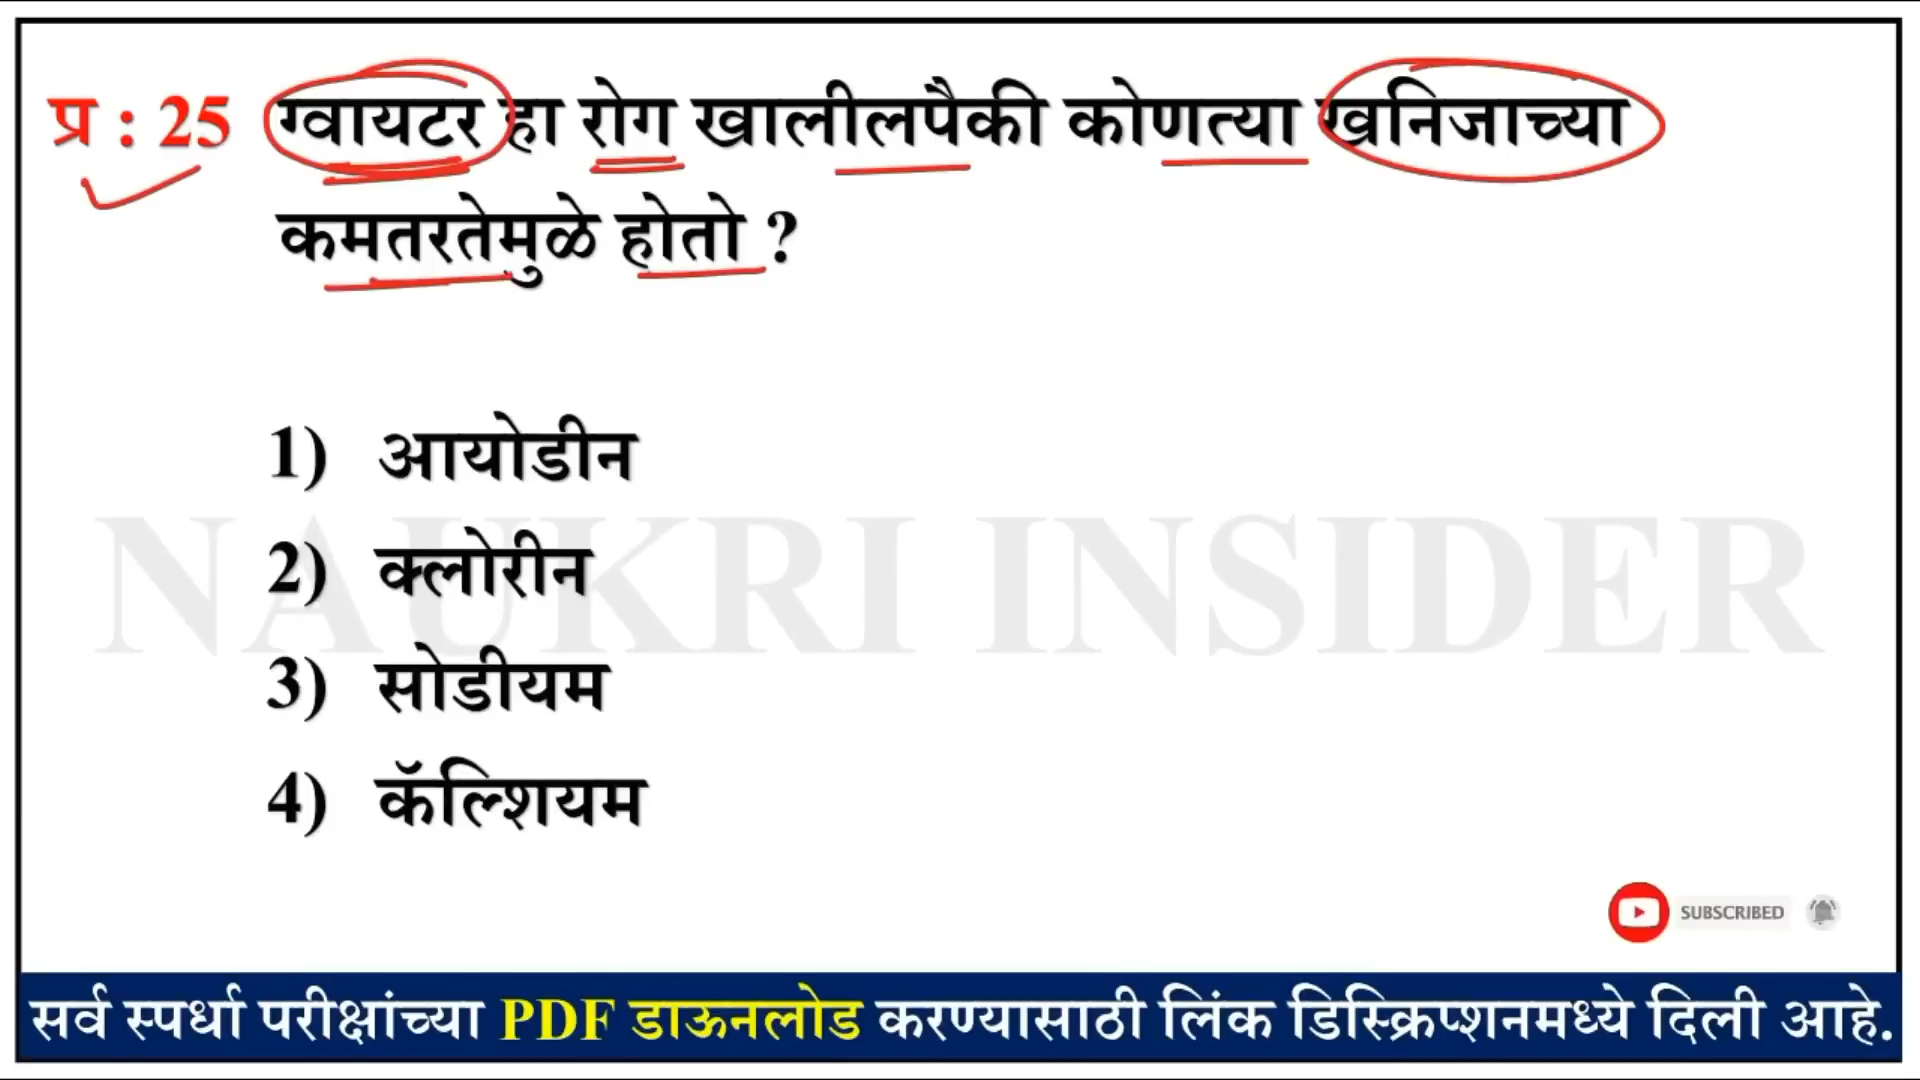 प्र : 25 ग्वायटर हा रोग खालीलपैकी कोणत्या खनिजाच्या
कमतरतेमुळे होतो ?
1) आयोडीन
2) क्लोरीन
3) सोडीयम
4) कॅल्शियम
NAUKRI INSIDER
SUBSCRIBED
सर्व स्पर्धा परीक्षांच्या PDF डाऊनलोड करण्यासाठी लिंक डिस्क्रिप्शनमध्ये दिली आहे.